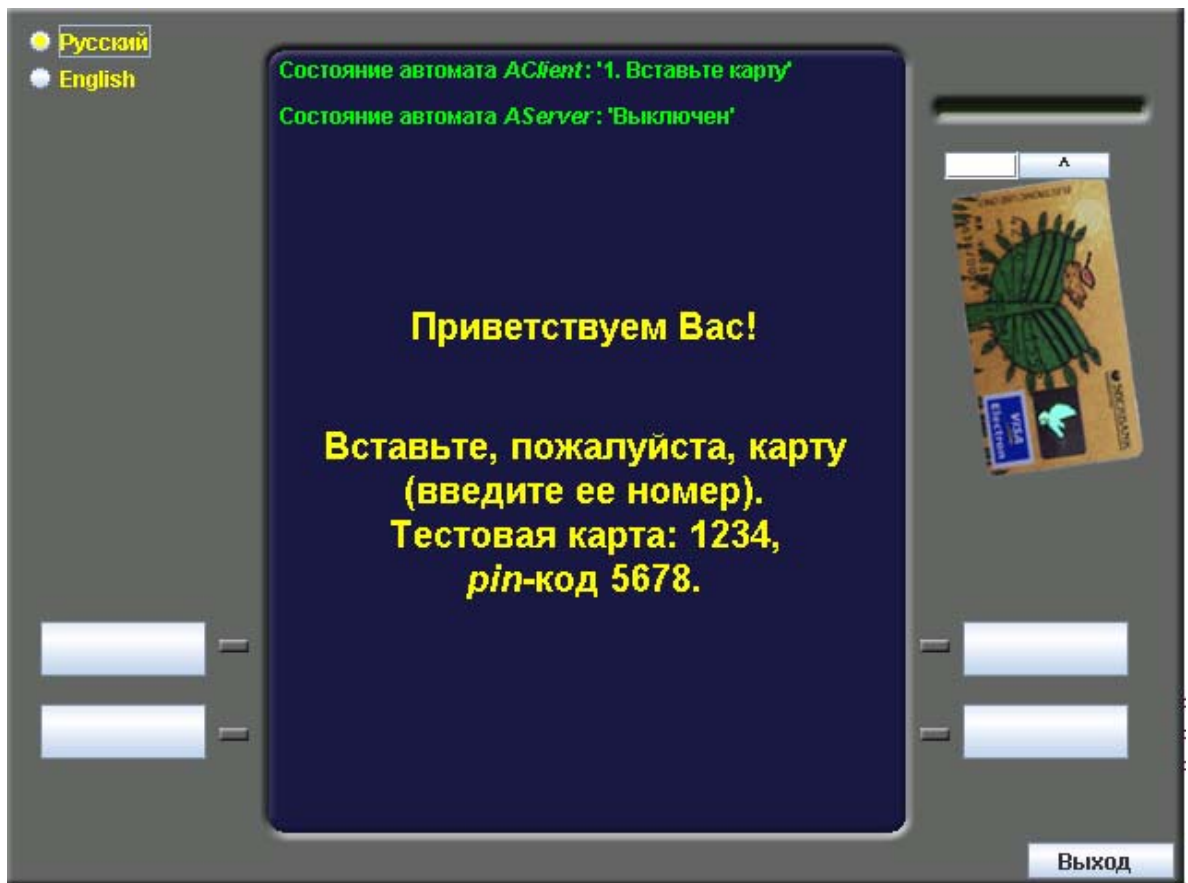 Русский
English
Состояние автомата AClient: '1. Вставьте карту'
Состояние автомата AServer: 'Выключен'
^
Приветствуем Вас!
Вставьте, пожалуйста, карту
(введите ее номер).
Тестовая карта: 1234,
pin-код 5678.
VISA
Electron
Выход